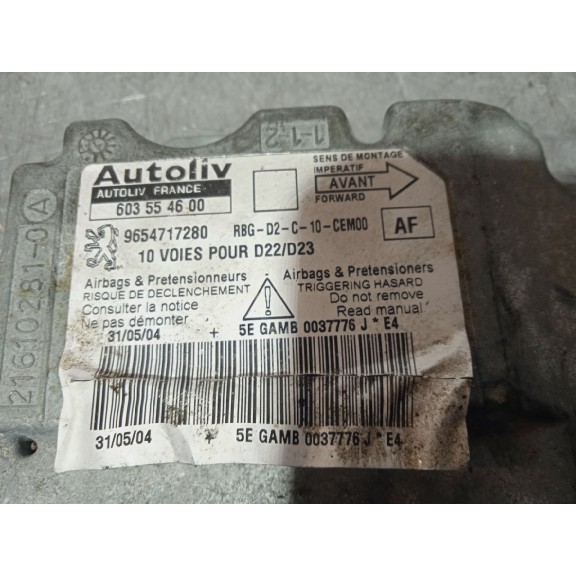 1-1-2
Autoliv
AUTOLIV FRANCE
603 55 46 00
SENS DE MONTAGE
IMPERATIF
AVANT
FORWARD
9654717280 RBG-D2-C-10-CEM00 AF
10 VOIES POUR D22/D23
Airbags & Pretensionneurs
RISQUE DE DECLENCHEMENT
Consulter la notice
Ne pas démonter
Airbags & Pretensioners
TRIGGERING HASARD
Do not remove
Read manual
31/05/04 + 5E GAMB 0037776 J * E4
31/05/04 + 5E GAMB 0037776 J * E4
21610281-0 A